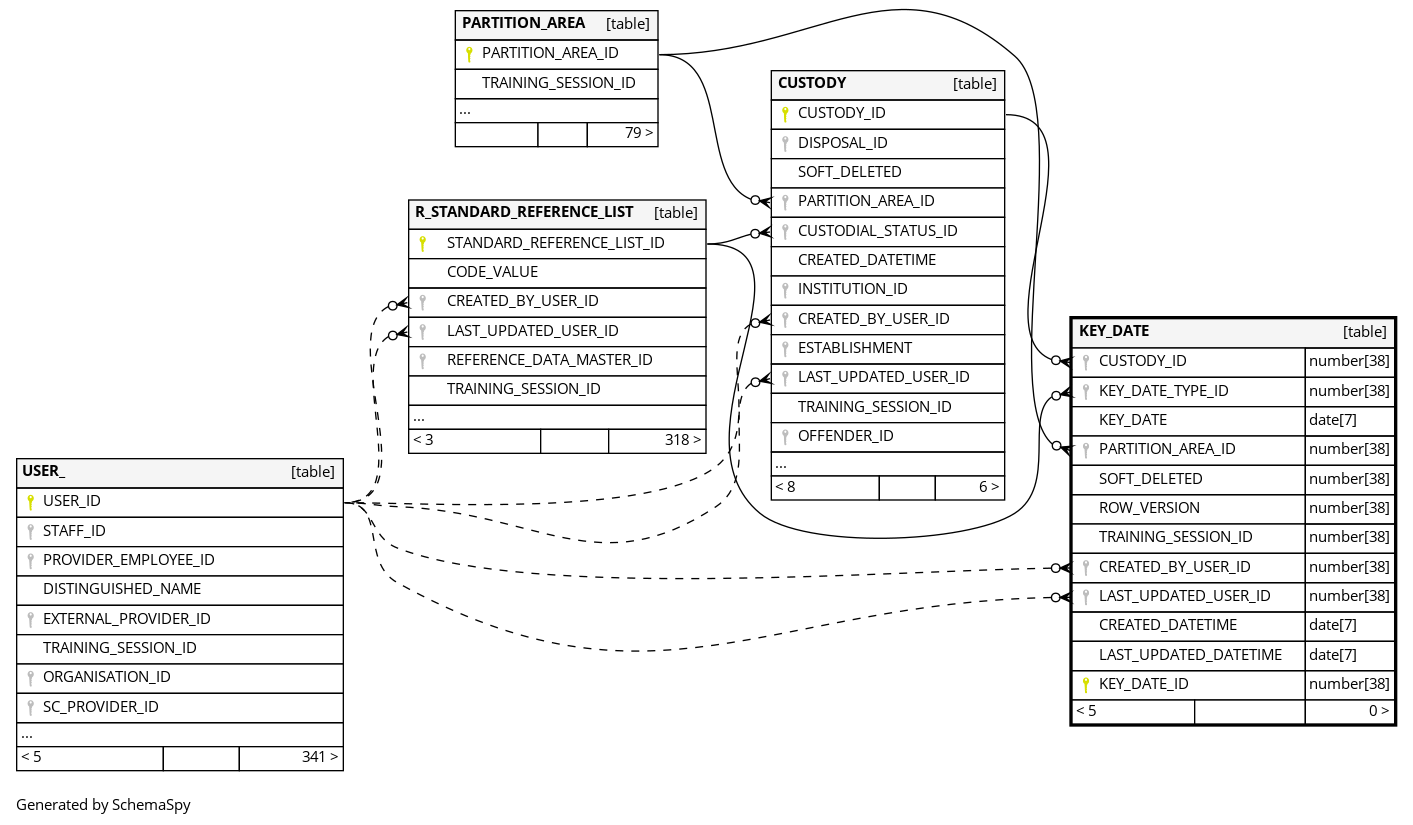 PARTITION_AREA [table]
PARTITION_AREA_ID
TRAINING_SESSION_ID
...
79 >
CUSTODY [table]
CUSTODY_ID
DISPOSAL_ID
SOFT_DELETED
PARTITION_AREA_ID
CUSTODIAL_STATUS_ID
CREATED_DATETIME
INSTITUTION_ID
CREATED_BY_USER_ID
ESTABLISHMENT
LAST_UPDATED_USER_ID
TRAINING_SESSION_ID
OFFENDER_ID
...
< 8 6 >
R_STANDARD_REFERENCE_LIST [table]
STANDARD_REFERENCE_LIST_ID
CODE_VALUE
CREATED_BY_USER_ID
LAST_UPDATED_USER_ID
REFERENCE_DATA_MASTER_ID
TRAINING_SESSION_ID
...
< 3 318 >
KEY_DATE [table]
CUSTODY_ID number[38]
KEY_DATE_TYPE_ID number[38]
KEY_DATE date[7]
PARTITION_AREA_ID number[38]
SOFT_DELETED number[38]
ROW_VERSION number[38]
TRAINING_SESSION_ID number[38]
CREATED_BY_USER_ID number[38]
LAST_UPDATED_USER_ID number[38]
CREATED_DATETIME date[7]
LAST_UPDATED_DATETIME date[7]
KEY_DATE_ID number[38]
< 5 0 >
USER_ [table]
USER_ID
STAFF_ID
PROVIDER_EMPLOYEE_ID
DISTINGUISHED_NAME
EXTERNAL_PROVIDER_ID
TRAINING_SESSION_ID
ORGANISATION_ID
SC_PROVIDER_ID
...
< 5 341 >
Generated by SchemaSpy